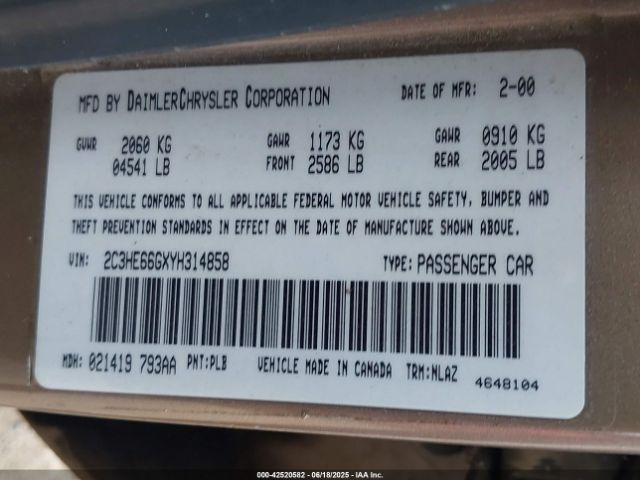 MFD BY DAIMLERCHRYSLER CORPORATION DATE OF MFR: 2-00
GVWR 2060 KG GAWR 1173 KG GAWR 0910 KG
04541 LB FRONT 2586 LB REAR 2005 LB
THIS VEHICLE CONFORMS TO ALL APPLICABLE FEDERAL MOTOR VEHICLE SAFETY, BUMPER AND
THEFT PREVENTION STANDARDS IN EFFECT ON THE DATE OF MANUFACTURE SHOWN ABOVE.
VIN: 2C3HE66GXYH314858 TYPE: PASSENGER CAR
MDH: 021419 793AA PNT:PLB VEHICLE MADE IN CANADA TRM:NLAZ
4648104
000-42520582 - 06/18/2025 - IAA Inc.